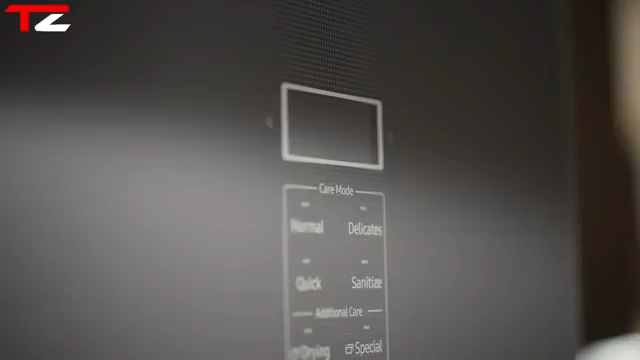 TZ
Care Mode
Normal Delicates
Quick Sanitize
Additional Care
Drying Special